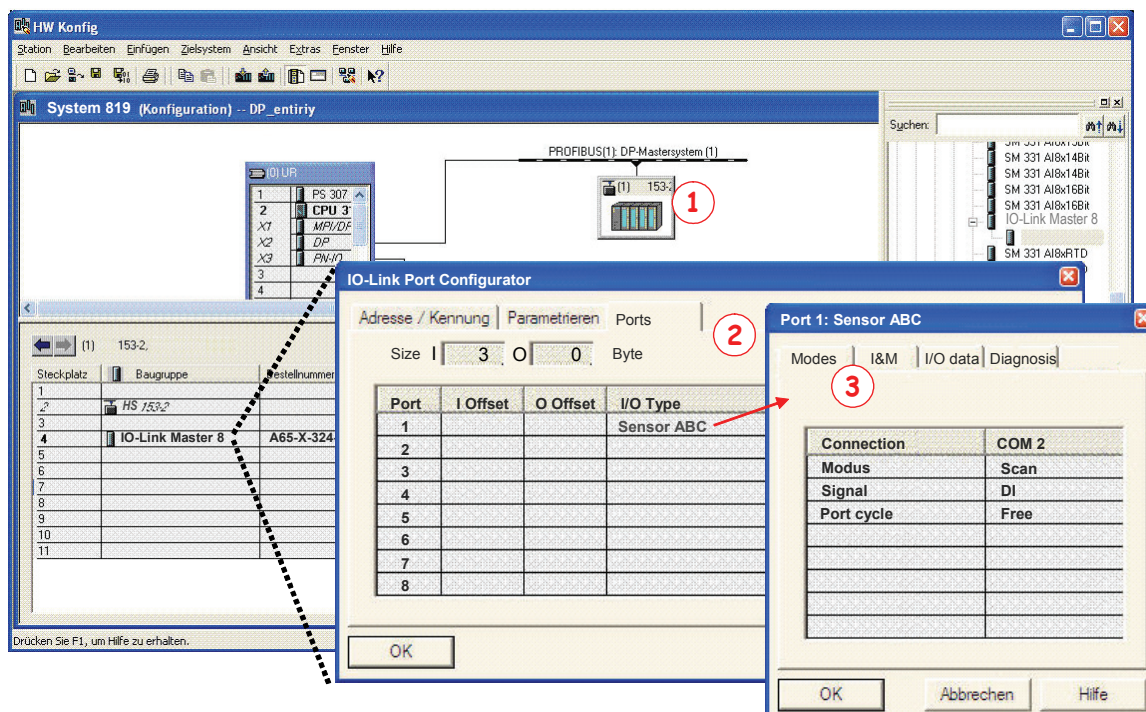 HW Konfig
Station Bearbeiten Einfügen Zielsystem Ansicht Extras Fenster Hilfe
System 819 (Konfiguration) -- DP_entiriy
Suchen:
PROFIBUS(1): DP-Mastersystem (1)
(0) UR
1 PS 307
2 CPU 3
X1 MPI/DP
X2 DP
X3 PN-IO
3
4
(1) 153-2
1
SM 331 AI8x13Bit
SM 331 AI8x14Bit
SM 331 AI8x14Bit
SM 331 AI8x16Bit
SM 331 AI8x16Bit
IO-Link Master 8
SM 331 AI8xRTD
(1) 153-2,
Steckplatz Baugruppe Bestellnummer
1
2 HS 153-2
3
4 IO-Link Master 8 A65-X-324-
5
6
7
8
9
10
11
Drücken Sie F1, um Hilfe zu erhalten.
IO-Link Port Configurator
Adresse / Kennung Parametrieren Ports
2
Size I 3 O 0 Byte
Port I Offset O Offset I/O Type
1 Sensor ABC
2
3
4
5
6
7
8
OK
Port 1: Sensor ABC
Modes I&M I/O data Diagnosis
3
Connection COM 2
Modus Scan
Signal DI
Port cycle Free
OK Abbrechen Hilfe